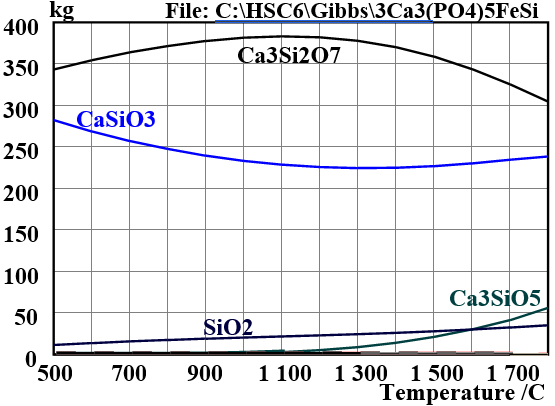 kg File: C:\HSC6\Gibbs\3Ca3(PO4)5FeSi
400
Ca3Si2O7
300
CaSiO3
250
200
150
100
Ca3SiO5
50
SiO2
0
500 700 900 1 100 1 300 1 500 1 700
Temperature /C